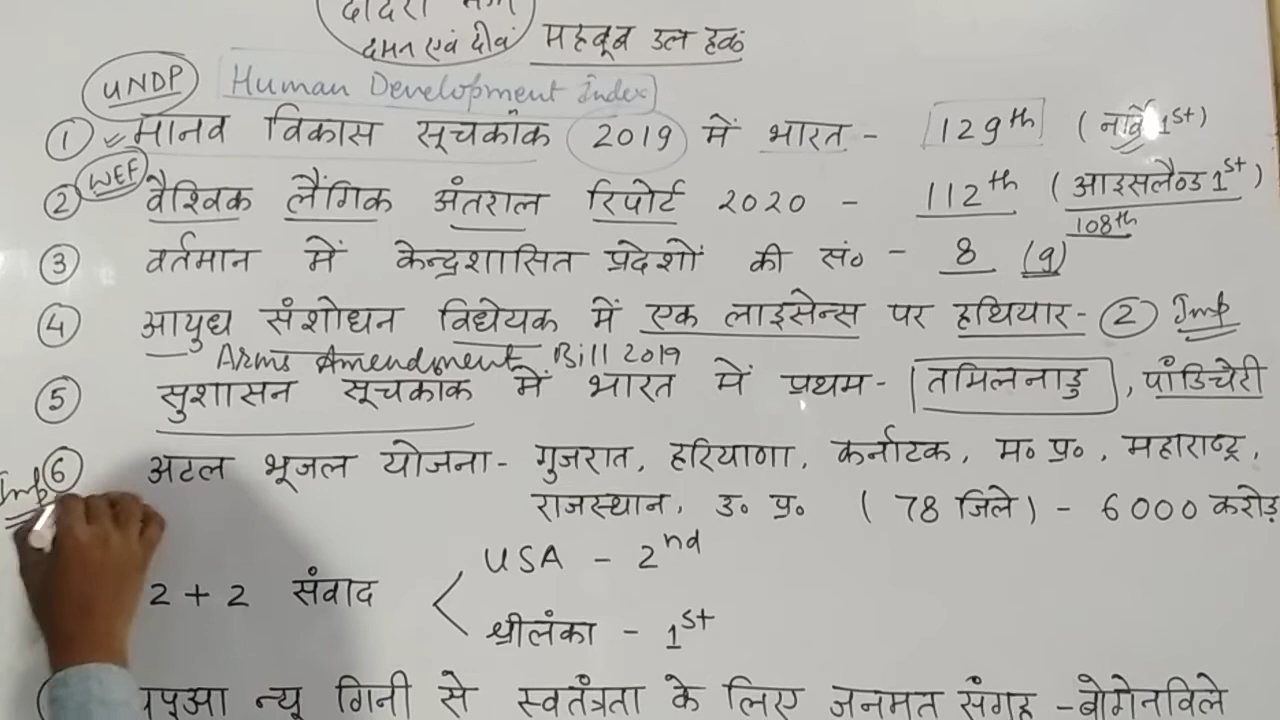 दमन एवं दीव महबूब उल हक
UNDP Human Development Index
① मानव विकास सूचकांक 2019 में भारत - 129th (नार्वे 1st)
WEF
② वैश्विक लैंगिक अंतराल रिपोर्ट 2020 - 112th (आइसलैण्ड 1st)
108th
③ वर्तमान में केन्द्रशासित प्रदेशों की सं० - 8 (9)
④ आयुध संशोधन विधेयक में एक लाइसेन्स पर हथियार - ② Imp
Arms Amendment Bill 2019
⑤ सुशासन सूचकांक में भारत में प्रथम - तमिलनाडु, पांडिचेरी
Imp ⑥ अटल भूजल योजना - गुजरात, हरियाणा, कर्नाटक, म० प्र०, महाराष्ट्र,
राजस्थान, उ० प्र० (78 जिले) - 6000 करोड़
USA - 2nd
2 + 2 संवाद <
श्रीलंका - 1st
पपुआ न्यू गिनी से स्वतंत्रता के लिए जनमत संग्रह - बोगेनविले